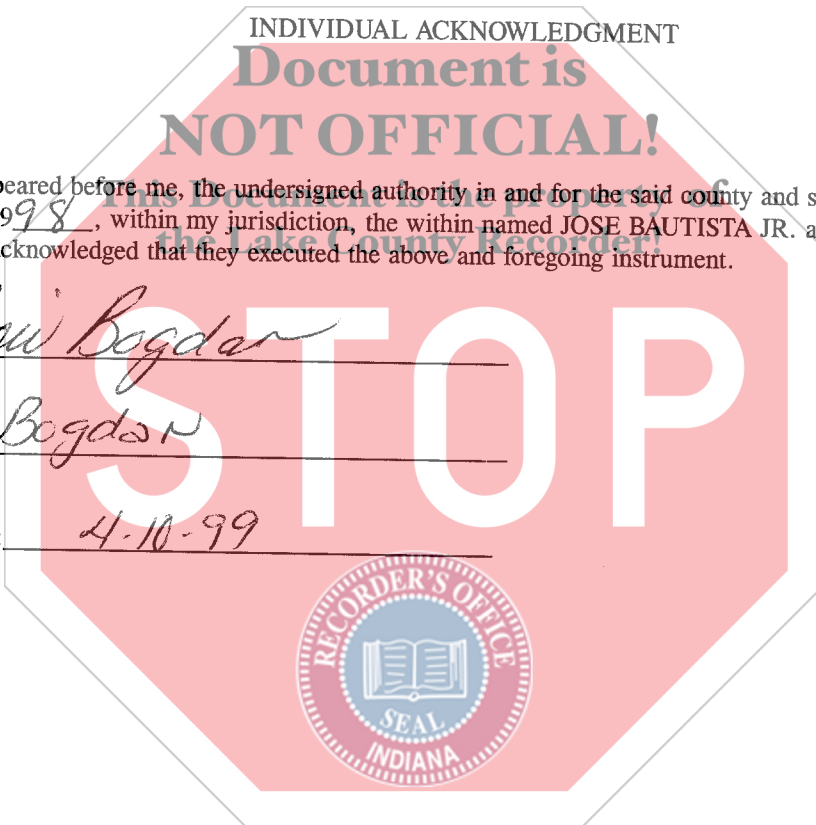 INDIVIDUAL ACKNOWLEDGMENT
Document is
NOT OFFICIAL!
This Document is the property of
the Lake County Recorder!
peared before me, the undersigned authority in and for the said county and s
998, within my jurisdiction, the within named JOSE BAUTISTA JR. a
cknowledged that they executed the above and foregoing instrument.
Bogdan
Bogdan
4-10-99
STOP
RECORDER'S OFFICE
SEAL
INDIANA